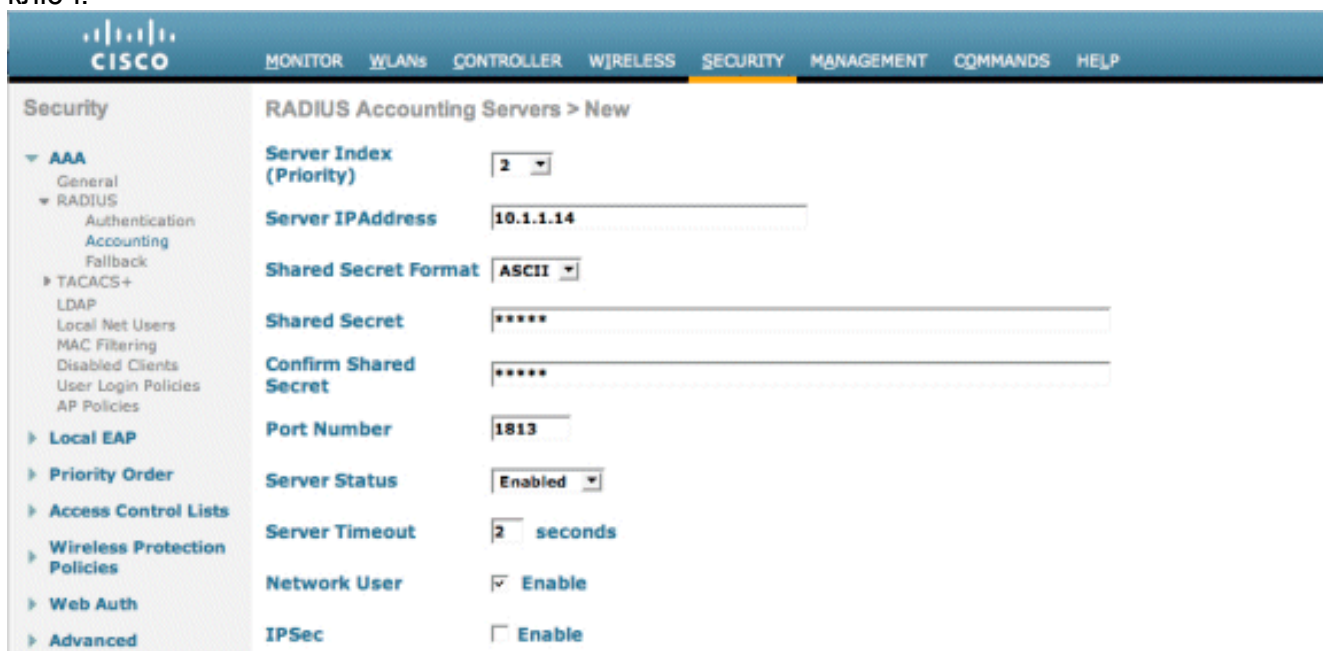 ключ.
CISCO
MONITOR WLANs CONTROLLER WIRELESS SECURITY MANAGEMENT COMMANDS HELP
Security
AAA
General
RADIUS
Authentication
Accounting
Fallback
TACACS+
LDAP
Local Net Users
MAC Filtering
Disabled Clients
User Login Policies
AP Policies
Local EAP
Priority Order
Access Control Lists
Wireless Protection
Policies
Web Auth
Advanced
RADIUS Accounting Servers > New
Server Index
(Priority) 2
Server IPAddress 10.1.1.14
Shared Secret Format ASCII
Shared Secret *****
Confirm Shared
Secret *****
Port Number 1813
Server Status Enabled
Server Timeout 2 seconds
Network User Enable
IPSec Enable